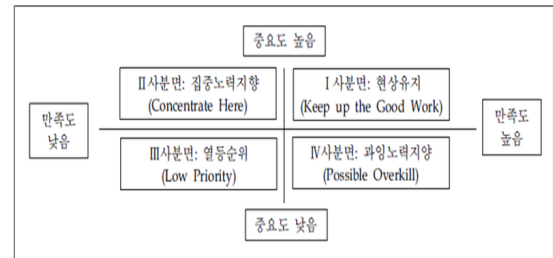 중요도 높음
Ⅱ사분면: 집중노력지향
(Concentrate Here)
Ⅰ사분면: 현상유지
(Keep up the Good Work)
만족도
낮음
만족도
높음
Ⅲ사분면: 열등순위
(Low Priority)
Ⅳ사분면: 과잉노력지양
(Possible Overkill)
중요도 낮음